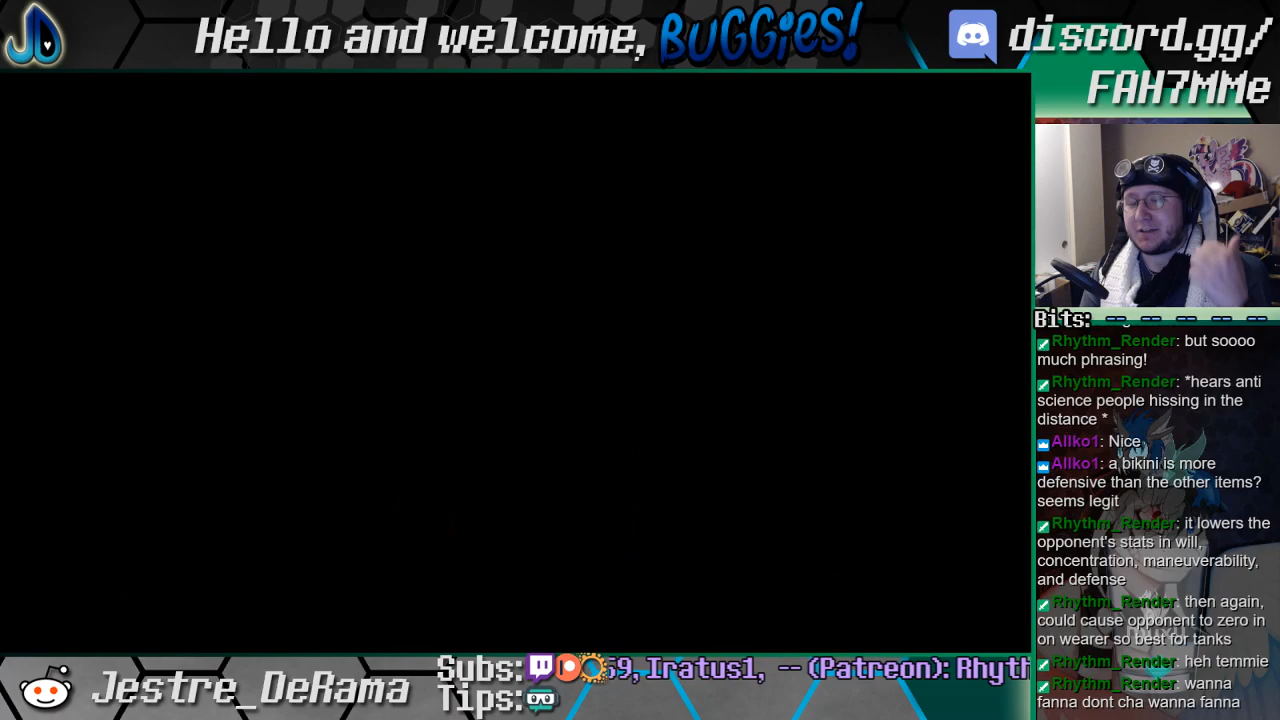 Hello and welcome, BUGGIES!
discord.gg/
FAH7MMe
Bits: -- -- -- -- --
Rhythm_Render: but soooo
much phrasing!
Rhythm_Render: *hears anti
science people hissing in the
distance *
Allko1: Nice
Allko1: a bikini is more
defensive than the other items?
seems legit
Rhythm_Render: it lowers the
opponent's stats in will,
concentration, maneuverability,
and defense
Rhythm_Render: then again,
could cause opponent to zero in
on wearer so best for tanks
Rhythm_Render: heh temmie
Rhythm_Render: wanna
fanna dont cha wanna fanna
Jestre_DeRama
Subs: 69, Iratus1, -- (Patreon): Rhyth
Tips: